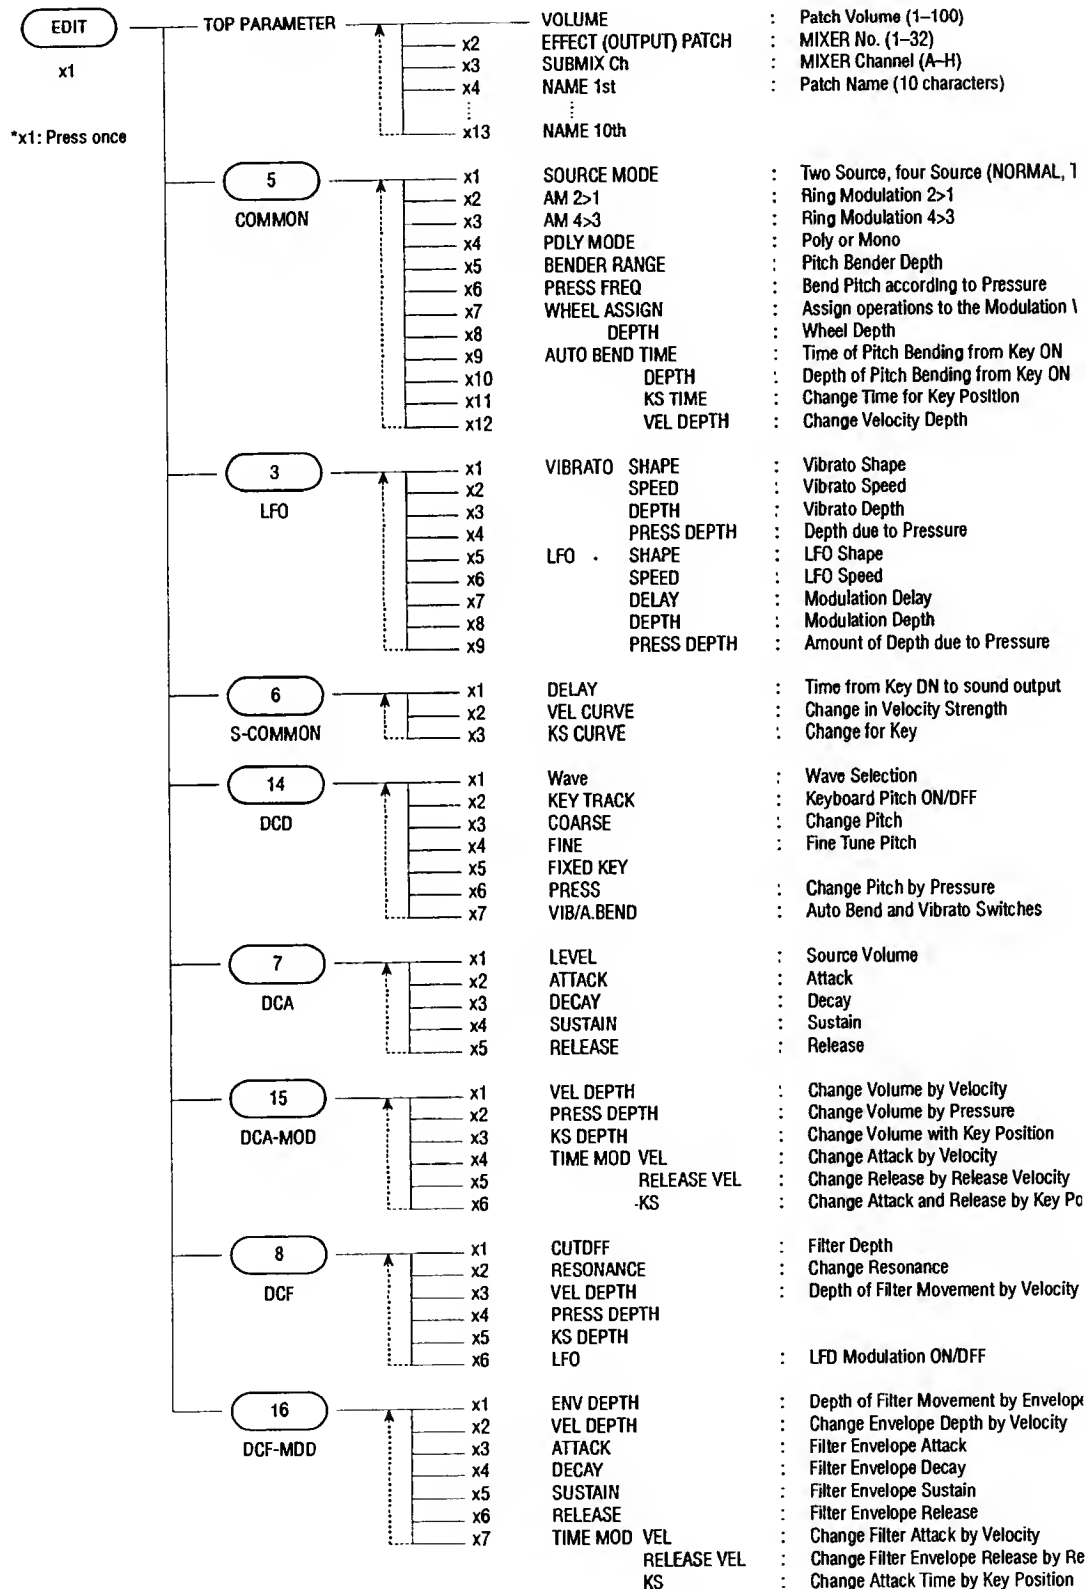 EDIT TOP PARAMETER VOLUME : Patch Volume (1–100)
x1
x2 EFFECT (OUTPUT) PATCH : MIXER No. (1–32)
x3 SUBMIX Ch : MIXER Channel (A–H)
x4 NAME 1st : Patch Name (10 characters)
x13 NAME 10th
*x1: Press once
5 COMMON
x1 SOURCE MODE : Two Source, four Source (NORMAL,
x2 AM 2>1 : Ring Modulation 2>1
x3 AM 4>3 : Ring Modulation 4>3
x4 PDLY MODE : Poly or Mono
x5 BENDER RANGE : Pitch Bender Depth
x6 PRESS FREQ : Bend Pitch according to Pressure
x7 WHEEL ASSIGN : Assign operations to the Modulation
x8 DEPTH : Wheel Depth
x9 AUTO BEND TIME : Time of Pitch Bending from Key ON
x10 DEPTH : Depth of Pitch Bending from Key ON
x11 KS TIME : Change Time for Key Position
x12 VEL DEPTH : Change Velocity Depth
3 LFO
x1 VIBRATO SHAPE : Vibrato Shape
x2 SPEED : Vibrato Speed
x3 DEPTH : Vibrato Depth
x4 PRESS DEPTH : Depth due to Pressure
x5 LFO . SHAPE : LFO Shape
x6 SPEED : LFO Speed
x7 DELAY : Modulation Delay
x8 DEPTH : Modulation Depth
x9 PRESS DEPTH : Amount of Depth due to Pressure
6 S-COMMON
x1 DELAY : Time from Key DN to sound output
x2 VEL CURVE : Change in Velocity Strength
x3 KS CURVE : Change for Key
14 DCD
x1 Wave : Wave Selection
x2 KEY TRACK : Keyboard Pitch ON/DFF
x3 COARSE : Change Pitch
x4 FINE : Fine Tune Pitch
x5 FIXED KEY
x6 PRESS : Change Pitch by Pressure
x7 VIB/A.BEND : Auto Bend and Vibrato Switches
7 DCA
x1 LEVEL : Source Volume
x2 ATTACK : Attack
x3 DECAY : Decay
x4 SUSTAIN : Sustain
x5 RELEASE : Release
15 DCA-MOD
x1 VEL DEPTH : Change Volume by Velocity
x2 PRESS DEPTH : Change Volume by Pressure
x3 KS DEPTH : Change Volume with Key Position
x4 TIME MOD VEL : Change Attack by Velocity
x5 RELEASE VEL : Change Release by Release Velocity
x6 -KS : Change Attack and Release by Key Po
8 DCF
x1 CUTDFF : Filter Depth
x2 RESONANCE : Change Resonance
x3 VEL DEPTH : Depth of Filter Movement by Velocity
x4 PRESS DEPTH
x5 KS DEPTH
x6 LFO : LFD Modulation ON/DFF
16 DCF-MDD
x1 ENV DEPTH : Depth of Filter Movement by Envelope
x2 VEL DEPTH : Change Envelope Depth by Velocity
x3 ATTACK : Filter Envelope Attack
x4 DECAY : Filter Envelope Decay
x5 SUSTAIN : Filter Envelope Sustain
x6 RELEASE : Filter Envelope Release
x7 TIME MOD VEL : Change Filter Attack by Velocity
RELEASE VEL : Change Filter Envelope Release by Re
KS : Change Attack Time by Key Position